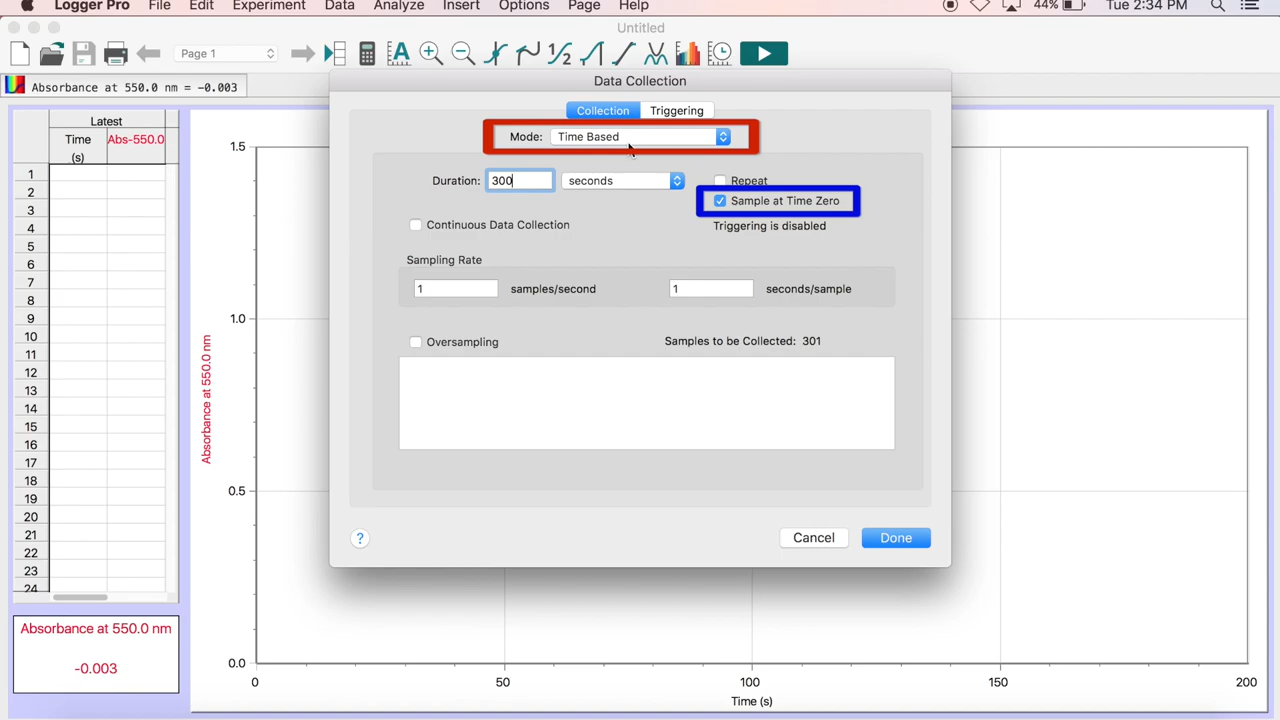 Logger Pro File Edit Experiment Data Analyze Insert Options Page Help 44% Tue 2:34 PM
Untitled
Page 1
Absorbance at 550.0 nm = -0.003
Data Collection
Collection Triggering
Mode: Time Based
Duration: 300 seconds
Repeat
Sample at Time Zero
Continuous Data Collection
Triggering is disabled
Sampling Rate
1 samples/second 1 seconds/sample
Oversampling
Samples to be Collected: 301
? Cancel Done
Latest
Time (s)
Abs-550.0
1
2
3
4
5
6
7
8
9
10
11
12
13
14
15
16
17
18
19
20
21
22
23
24
Absorbance at 550.0 nm
-0.003
Absorbance at 550.0 nm
1.5
1.0
0.5
0.0
0 50 100 150 200
Time (s)